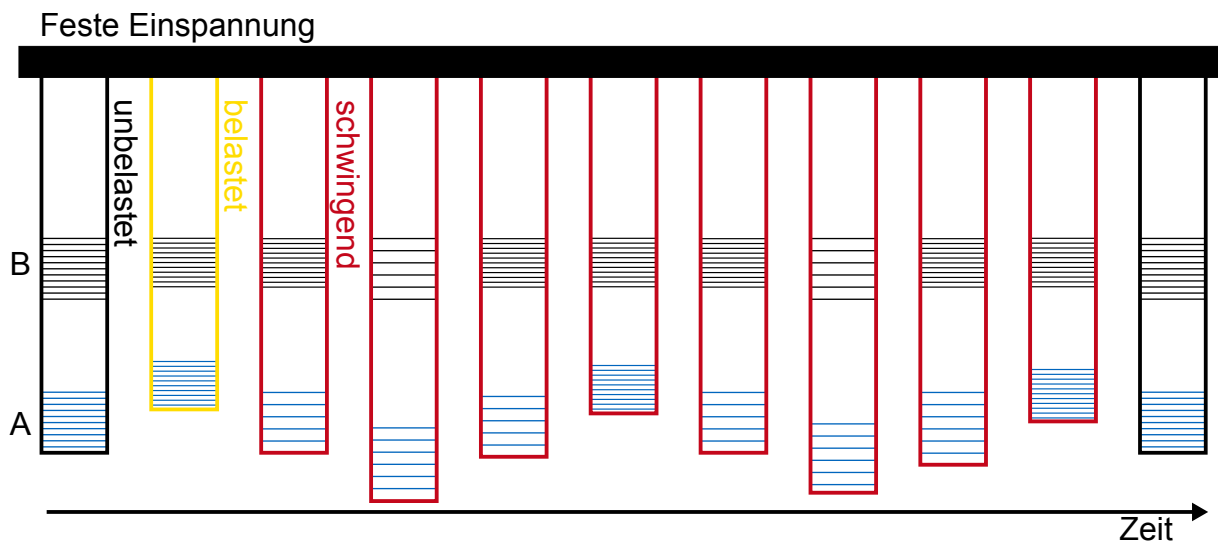 Feste Einspannung
unbelastet
belastet
schwingend
B
A
Zeit